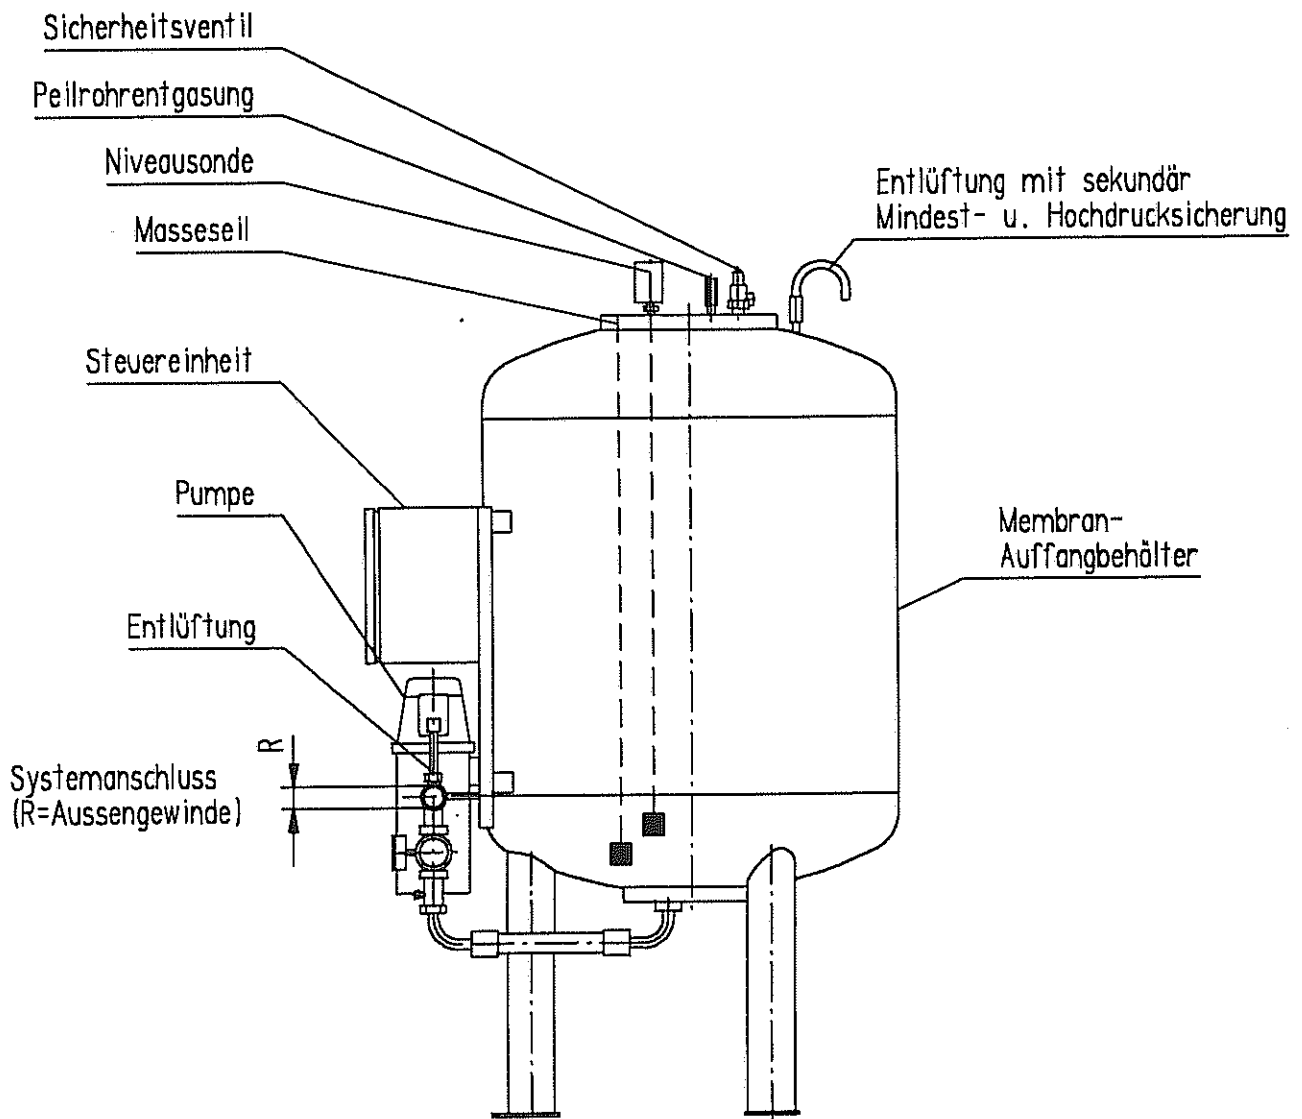 Sicherheitsventil
Peilrohrentgasung
Niveausonde
Masseseil
Entlüftung mit sekundär
Mindest- u. Hochdrucksicherung
Steuereinheit
Pumpe
Membran-
Auffangbehälter
Entlüftung
R
Systemanschluss
(R=Aussengewinde)